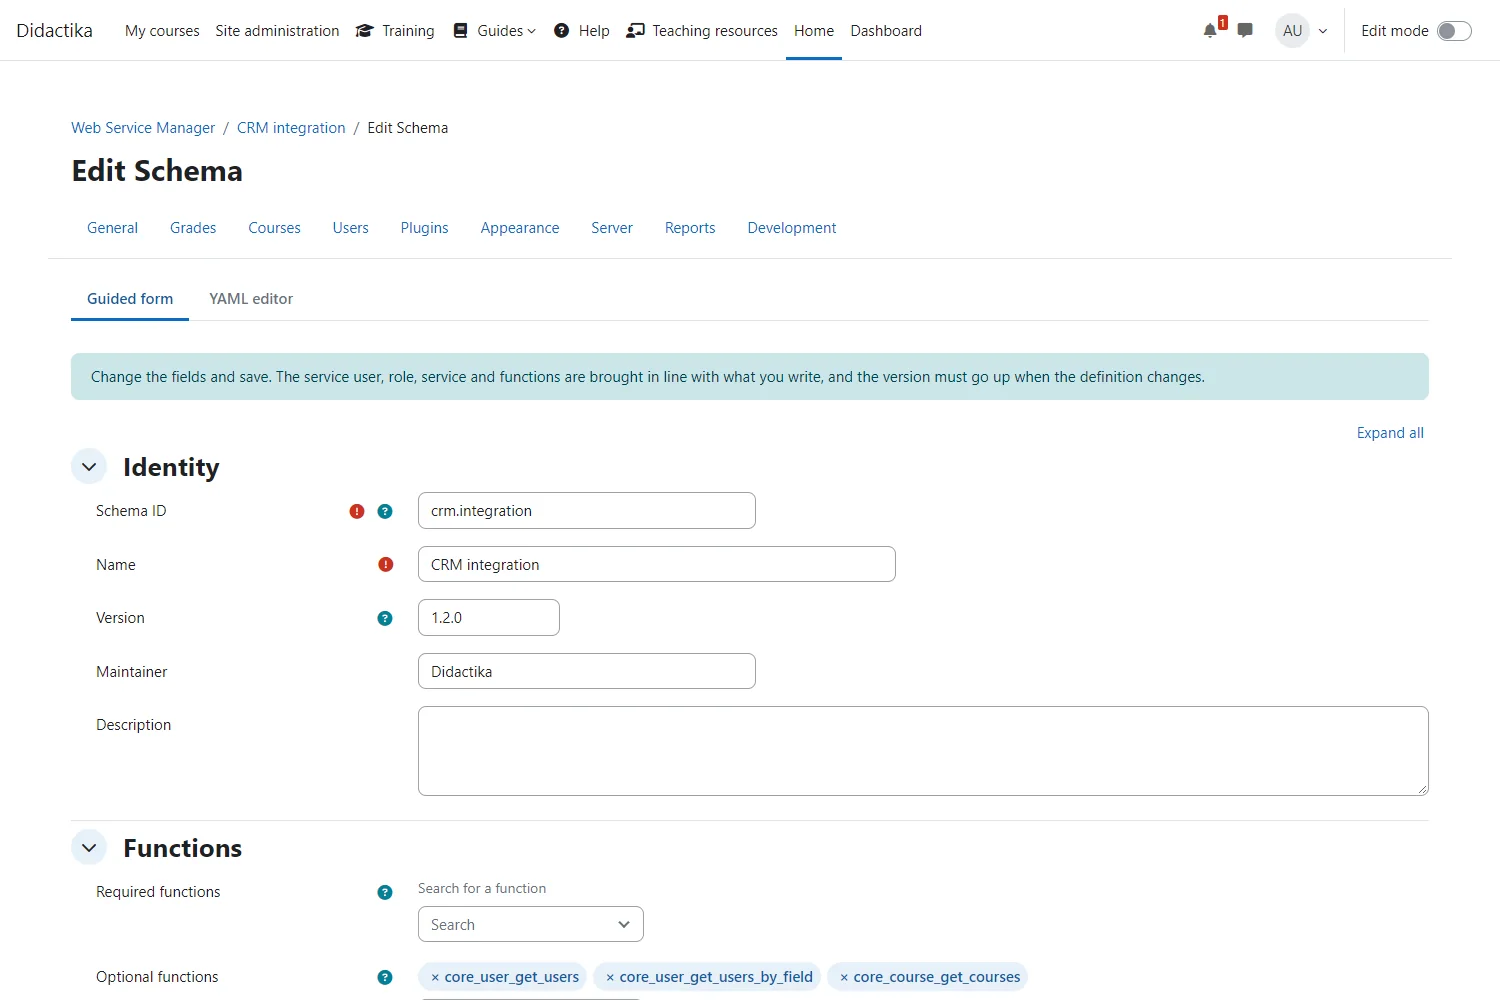 Didactika My courses Site administration Training Guides Help Teaching resources Home Dashboard 1 AU Edit mode
Web Service Manager / CRM integration / Edit Schema
Edit Schema
General Grades Courses Users Plugins Appearance Server Reports Development
Guided form YAML editor
Change the fields and save. The service user, role, service and functions are brought in line with what you write, and the version must go up when the definition changes.
Expand all
Identity
Schema ID ! ? crm.integration
Name ! CRM integration
Version ? 1.2.0
Maintainer Didactika
Description
Functions
Required functions ? Search for a function
Search
Optional functions ? × core_user_get_users × core_user_get_users_by_field × core_course_get_courses